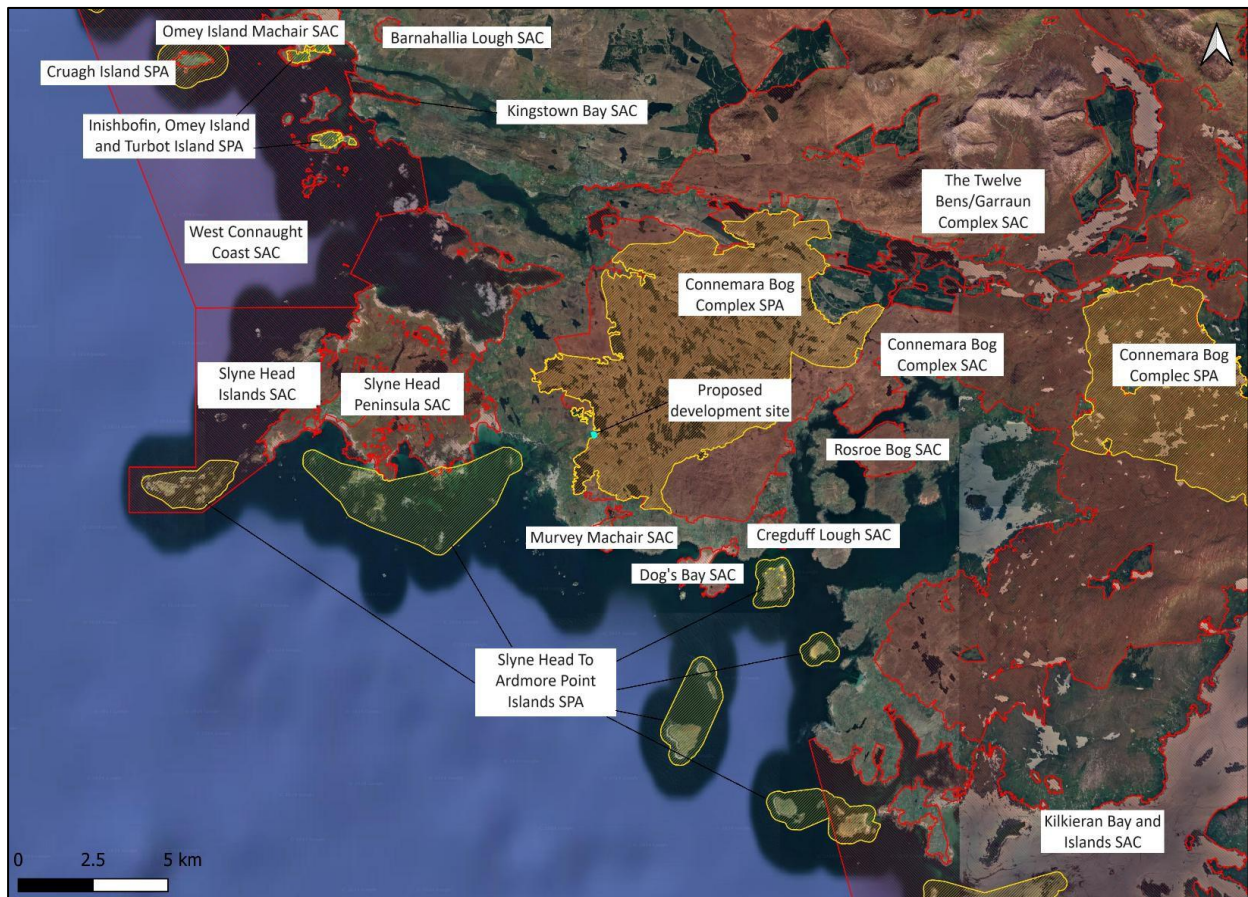 Omey Island Machair SAC
Barnahallia Lough SAC
Cruagh Island SPA
Kingstown Bay SAC
Inishbofin, Omey Island
and Turbot Island SPA
The Twelve
Bens/Garraun
Complex SAC
West Connaught
Coast SAC
Connemara Bog
Complex SPA
Connemara Bog
Complex SAC
Connemara Bog
Complec SPA
Slyne Head
Islands SAC
Slyne Head
Peninsula SAC
Proposed
development site
Rosroe Bog SAC
Murvey Machair SAC
Cregduff Lough SAC
Dog's Bay SAC
Slyne Head To
Ardmore Point
Islands SPA
Kilkieran Bay and
Islands SAC
0 2.5 5 km